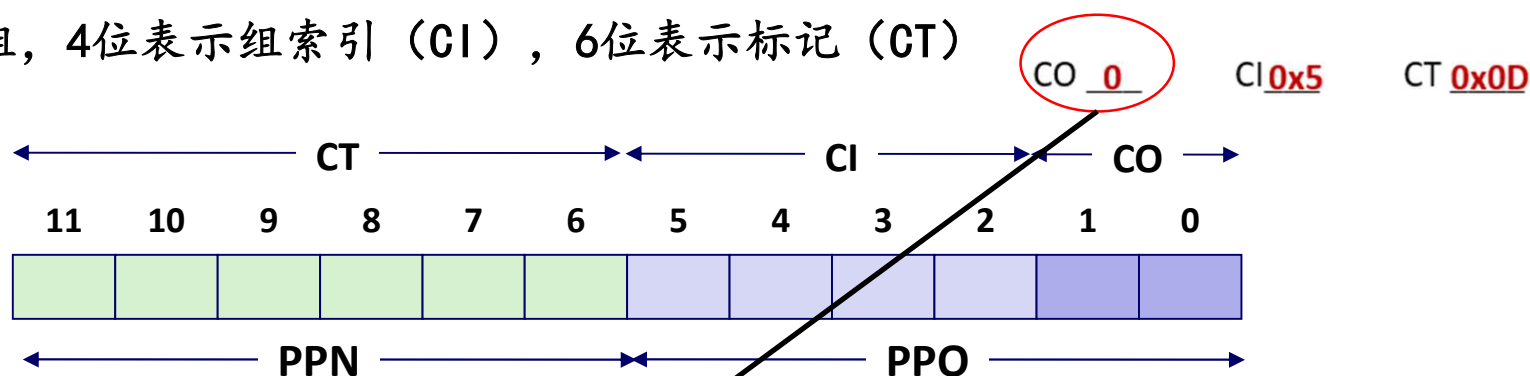 组，4位表示组索引（CI），6位表示标记（CT）
CO 0 CI 0x5 CT 0x0D
CT CI CO
11 10 9 8 7 6 5 4 3 2 1 0
PPN PPO